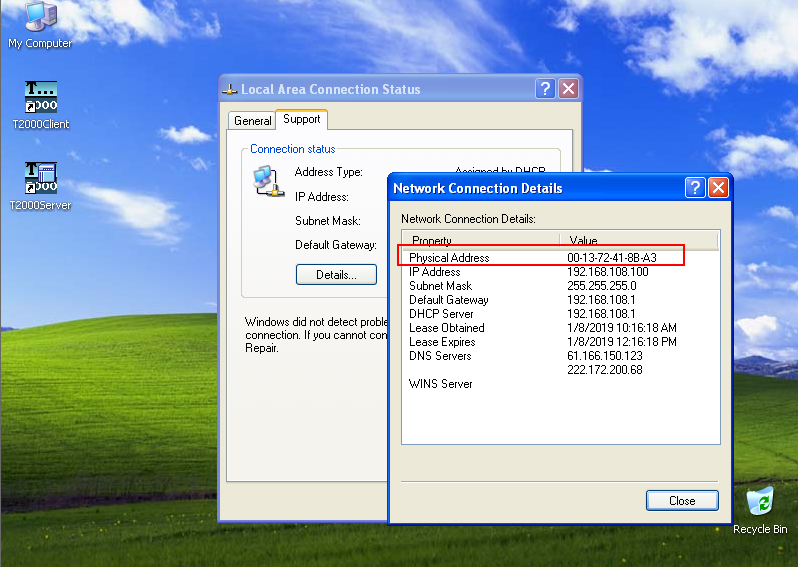 My Computer
T...
2000
T2000Client
T
2000
T2000Server
Local Area Connection Status
General
Support
Connection status
Address Type:
Assigned by DHCP
IP Address:
Subnet Mask:
Default Gateway:
Details...
Windows did not detect
connection. If you cannot
Repair.
Network Connection Details
Network Connection Details:
Property Value
Physical Address 00-13-72-41-8B-A3
IP Address 192.168.108.100
Subnet Mask 255.255.255.0
Default Gateway 192.168.108.1
DHCP Server 192.168.108.1
Lease Obtained 1/8/2019 10:16:18 AM
Lease Expires 1/8/2019 12:16:18 PM
DNS Servers 61.166.150.123
222.172.200.68
WINS Server
Close
Recycle Bin